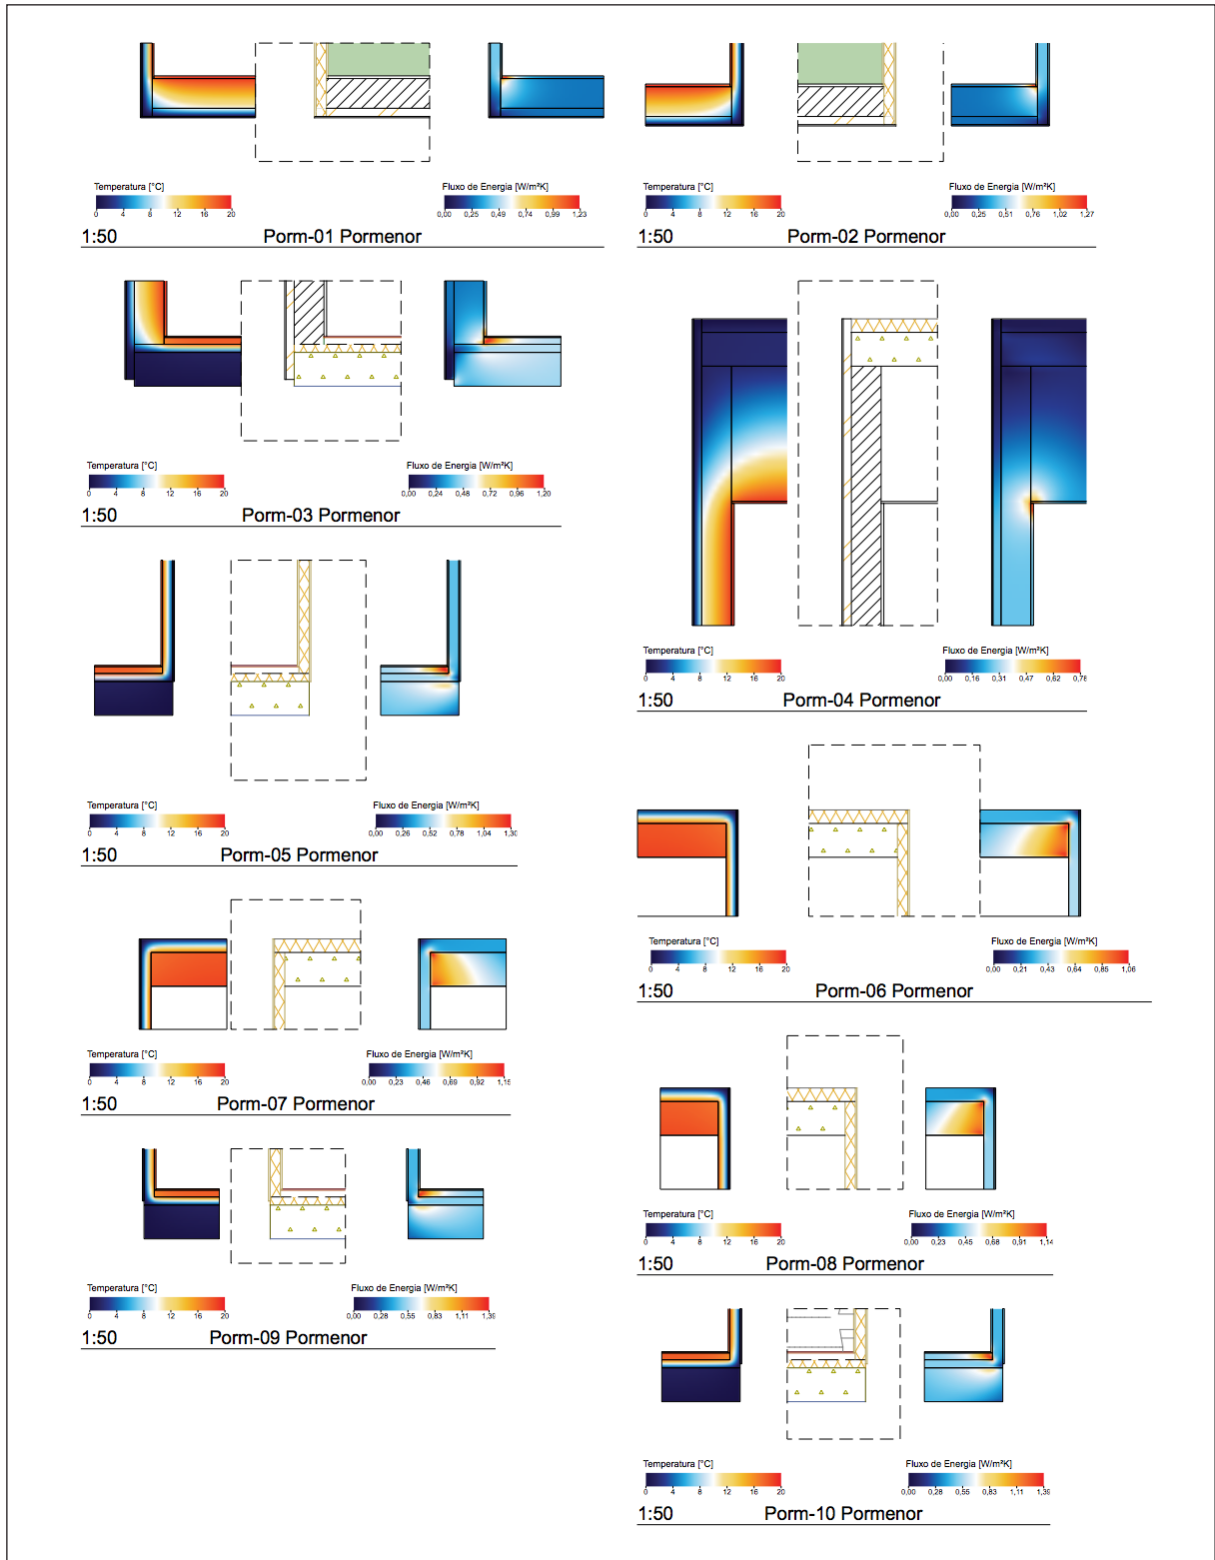 Temperatura [°C]
0 4 8 12 16 20
Fluxo de Energia [W/m²K]
0,00 0,25 0,49 0,74 0,99 1,23
1:50 Porm-01 Pormenor
Temperatura [°C]
0 4 8 12 16 20
Fluxo de Energia [W/m²K]
0,00 0,25 0,51 0,76 1,02 1,27
1:50 Porm-02 Pormenor
Temperatura [°C]
0 4 8 12 16 20
Fluxo de Energia [W/m²K]
0,00 0,24 0,48 0,72 0,96 1,20
1:50 Porm-03 Pormenor
Temperatura [°C]
0 4 8 12 16 20
Fluxo de Energia [W/m²K]
0,00 0,16 0,31 0,47 0,62 0,78
1:50 Porm-04 Pormenor
Temperatura [°C]
0 4 8 12 16 20
Fluxo de Energia [W/m²K]
0,00 0,26 0,52 0,78 1,04 1,30
1:50 Porm-05 Pormenor
Temperatura [°C]
0 4 8 12 16 20
Fluxo de Energia [W/m²K]
0,00 0,21 0,43 0,64 0,85 1,06
1:50 Porm-06 Pormenor
Temperatura [°C]
0 4 8 12 16 20
Fluxo de Energia [W/m²K]
0,00 0,23 0,46 0,69 0,92
1:50 Porm-07 Pormenor
Temperatura [°C]
0 4 8 12 16 20
Fluxo de Energia [W/m²K]
0,00 0,23 0,45 0,68 0,91 1,14
1:50 Porm-08 Pormenor
Temperatura [°C]
0 4 8 12 16 20
Fluxo de Energia [W/m²K]
0,00 0,28 0,55 0,83 1,11 1,39
1:50 Porm-09 Pormenor
Temperatura [°C]
0 4 8 12 16 20
Fluxo de Energia [W/m²K]
0,00 0,28 0,55 0,83 1,11 1,39
1:50 Porm-10 Pormenor